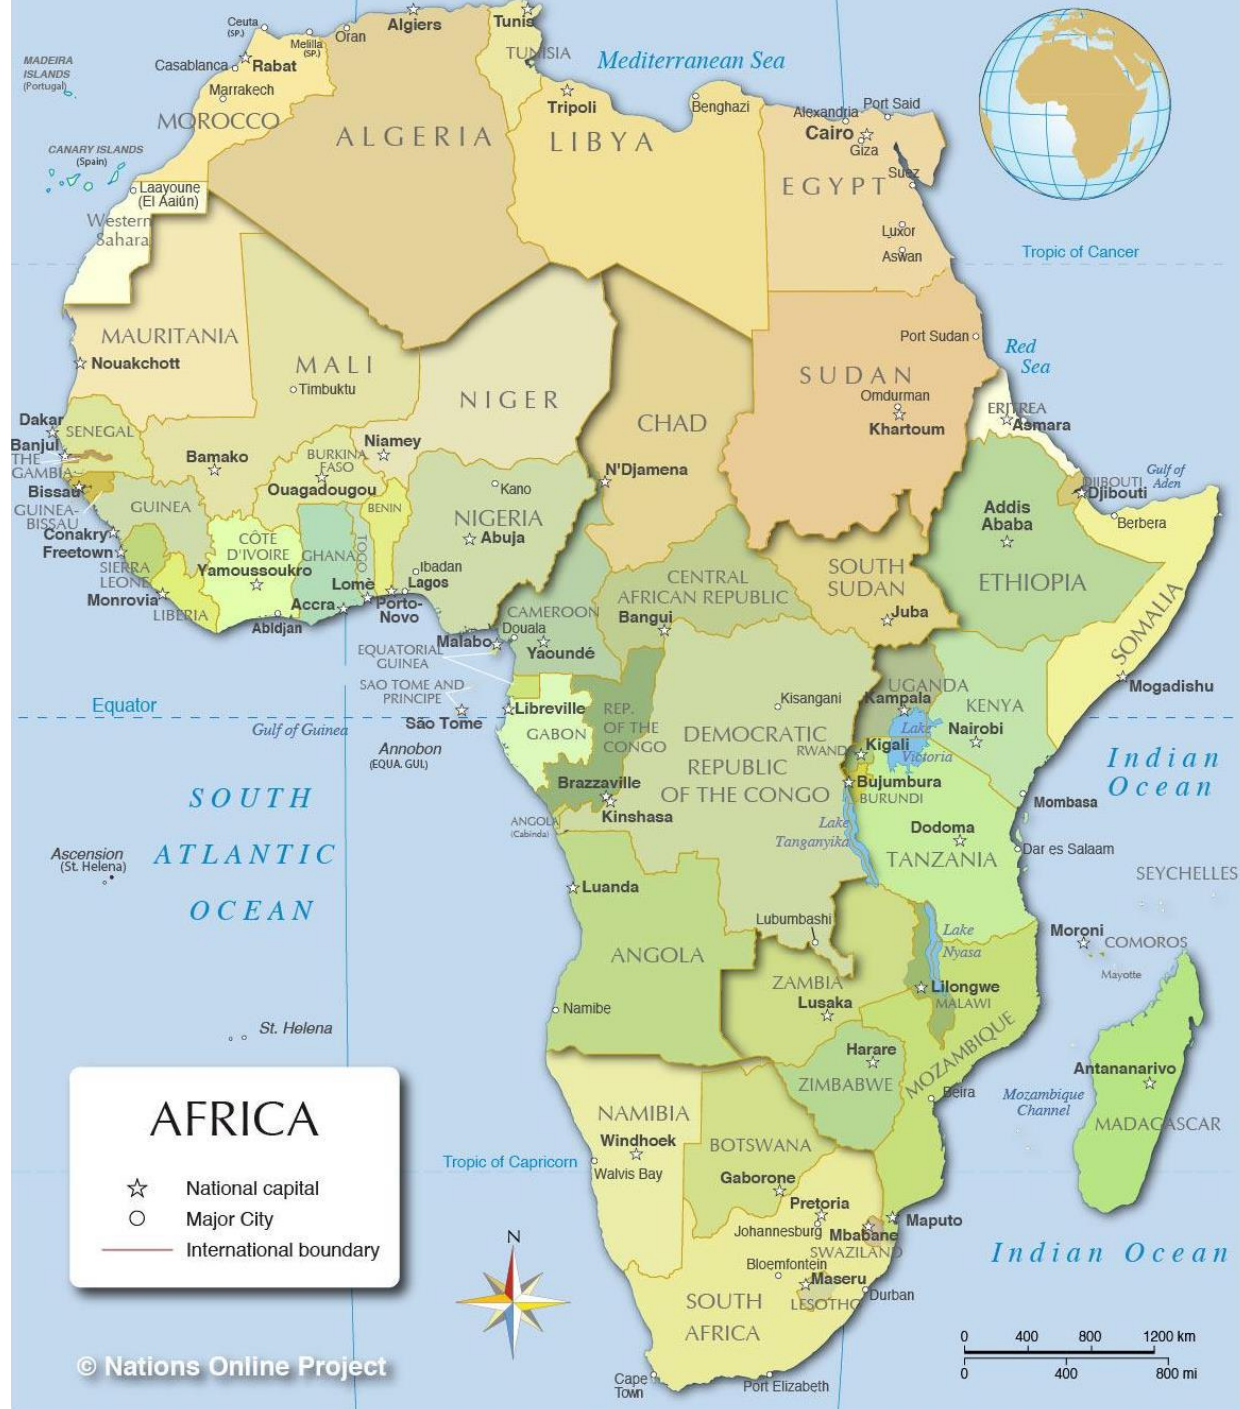 Ceuta
(SP.)
Melilla
(SP.)
Oran
Algiers
Tunis
TUNISIA
Mediterranean Sea
MADEIRA
ISLANDS
(Portugal)
Casablanca
Rabat
Marrakech
MOROCCO
ALGERIA
Tripoli
LIBYA
Benghazi
Alexandria
Port Said
Cairo
Giza
Suez
EGYPT
Luxor
Aswan
CANARY ISLANDS
(Spain)
Laayoune
(El Aaiún)
Western
Sahara
Tropic of Cancer
MAURITANIA
Nouakchott
MALI
Timbuktu
NIGER
CHAD
SUDAN
Port Sudan
Omdurman
Khartoum
Red
Sea
ERITREA
Asmara
Dakar
SENEGAL
Banjul
THE
GAMBIA
Bissau
GUINEA-
BISSAU
Bamako
BURKINA
FASO
Ouagadougou
Niamey
N'Djamena
DJIBOUTI
Djibouti
Gulf of
Aden
Berbera
Addis
Ababa
ETHIOPIA
SOMALIA
Mogadishu
GUINEA
Conakry
Freetown
SIERRA
LEONE
Monrovia
LIBERIA
CÔTE
D'IVOIRE
Yamoussoukro
Abidjan
GHANA
Accra
TOGO
Lomè
BENIN
Porto-
Novo
Kano
NIGERIA
Abuja
Ibadan
Lagos
CENTRAL
AFRICAN REPUBLIC
Bangui
SOUTH
SUDAN
Juba
CAMEROON
Douala
Yaoundé
Malabo
EQUATORIAL
GUINEA
SAO TOME AND
PRINCIPE
São Tome
Libreville
GABON
REP.
OF THE
CONGO
Kisangani
DEMOCRATIC
REPUBLIC
OF THE CONGO
UGANDA
Kampala
KENYA
Nairobi
Lake
Victoria
RWANDA
Kigali
Bujumbura
BURUNDI
Equator
Gulf of Guinea
Annobon
(EQUA. GUI.)
Brazzaville
Kinshasa
ANGOLA
(Cabinda)
Lake
Tanganyika
Dodoma
TANZANIA
Mombasa
Dar es Salaam
Indian
Ocean
SEYCHELLES
SOUTH
ATLANTIC
OCEAN
Ascension
(St. Helena)
Luanda
ANGOLA
Namibe
Lubumbashi
ZAMBIA
Lusaka
Lake
Nyasa
Lilongwe
MALAWI
Moroni
COMOROS
Mayotte
St. Helena
Harare
ZIMBABWE
MOZAMBIQUE
Beira
Mozambique
Channel
Antananarivo
MADAGASCAR
NAMIBIA
Windhoek
Walvis Bay
BOTSWANA
Gaborone
Tropic of Capricorn
Pretoria
Johannesburg
Mbabane
SWAZILAND
Maputo
Bloemfontein
Maseru
LESOTHO
Durban
SOUTH
AFRICA
Cape
Town
Port Elizabeth
Indian Ocean
AFRICA
National capital
Major City
International boundary
N
© Nations Online Project
0 400 800 1200 km
0 400 800 mi